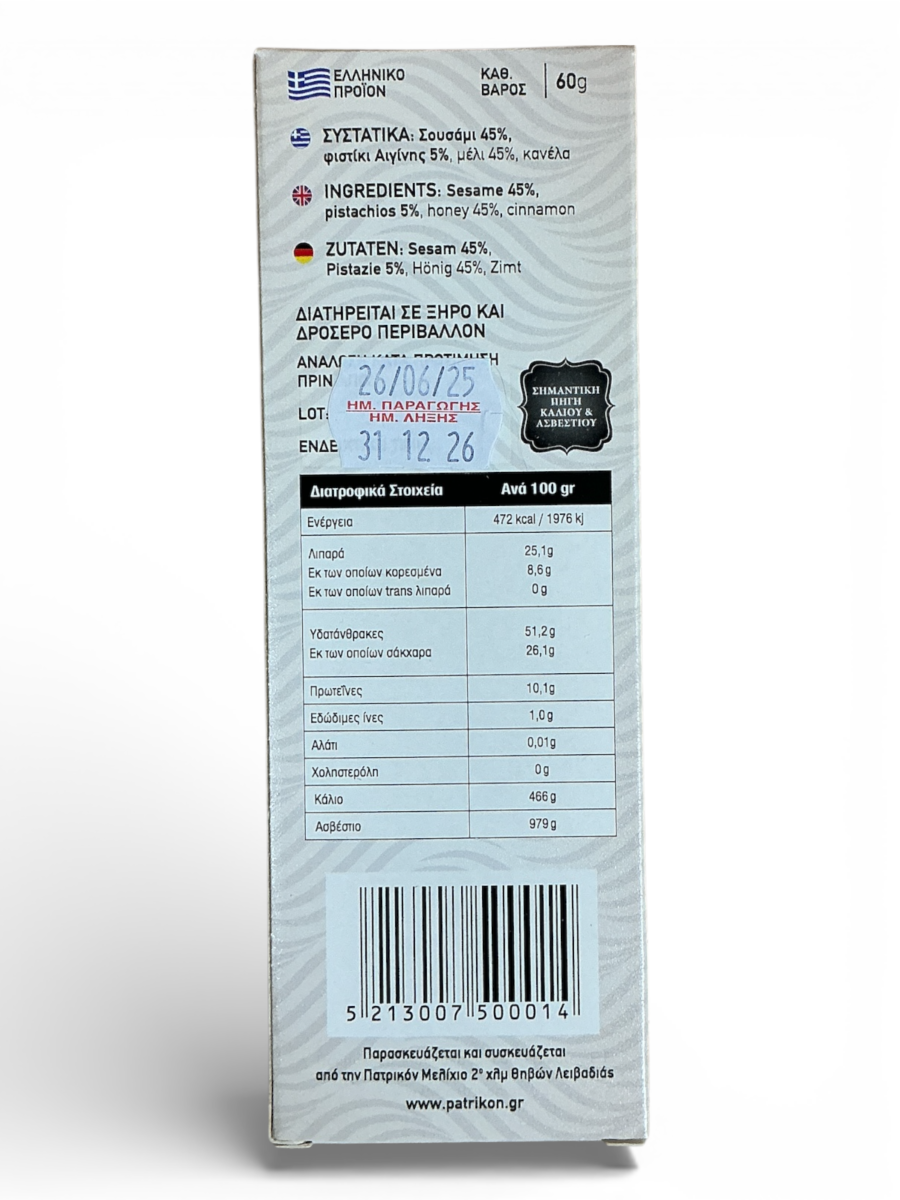 ΕΛΛΗΝΙΚΟ
ΠΡΟΪΟΝ
ΚΑΘ.
ΒΑΡΟΣ
60g
ΣΥΣΤΑΤΙΚΑ: Σουσάμι 45%,
φιστίκι Αιγίνης 5%, μέλι 45%, κανέλα
INGREDIENTS: Sesame 45%,
pistachios 5%, honey 45%, cinnamon
ZUTATEN: Sesam 45%,
Pistazie 5%, Hönig 45%, Zimt
ΔΙΑΤΗΡΕΙΤΑΙ ΣΕ ΞΗΡΟ ΚΑΙ
ΔΡΟΣΕΡΟ ΠΕΡΙΒΑΛΛΟΝ
ΠΡΟΤΙΜΗΣΗ
ΠΡΙΝ
LOT:
26/06/25
ΗΜ. ΠΑΡΑΓΩΓΗΣ
ΗΜ. ΛΗΞΗΣ
31 12 26
ΣΗΜΑΝΤΙΚΗ
ΠΗΓΗ
ΚΑΛΙΟΥ &
ΑΣΒΕΣΤΙΟΥ
Διατροφικά Στοιχεία Ανά 100 gr
Ενέργεια 472 kcal / 1976 kj
Λιπαρά 25,1g
Εκ των οποίων κορεσμένα 8,6g
Εκ των οποίων trans λιπαρά 0g
Υδατάνθρακες 51,2g
Εκ των οποίων σάκχαρα 26,1g
Πρωτεΐνες 10,1g
Εδώδιμες ίνες 1,0g
Αλάτι 0,01g
Χοληστερόλη 0g
Κάλιο 466g
Ασβέστιο 979g
5 213007 500014
Παρασκευάζεται και συσκευάζεται
από την Πατρικόν Μελίχιο 2º χλμ Θηβών Λειβαδιάς
www.patrikon.gr